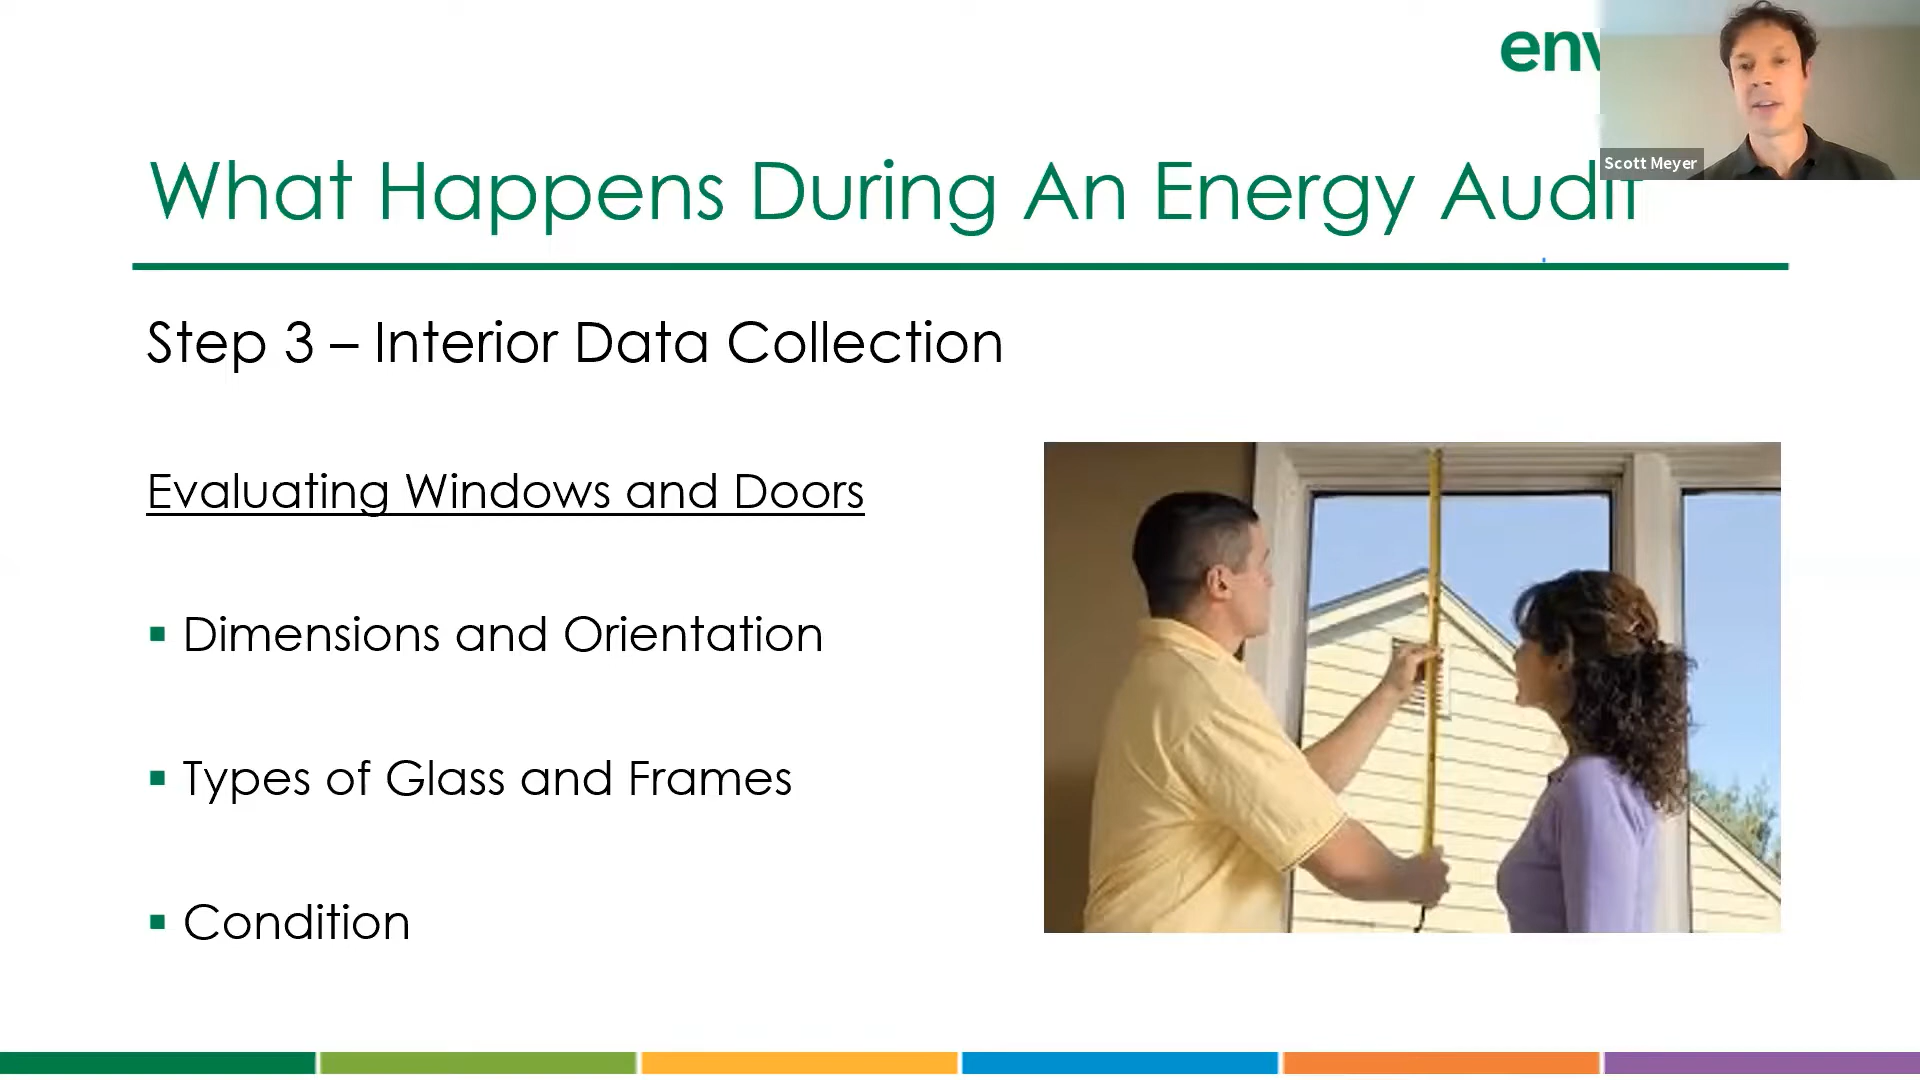 env
Scott Meyer
What Happens During An Energy Audit
Step 3 – Interior Data Collection
Evaluating Windows and Doors
▪ Dimensions and Orientation
▪ Types of Glass and Frames
▪ Condition